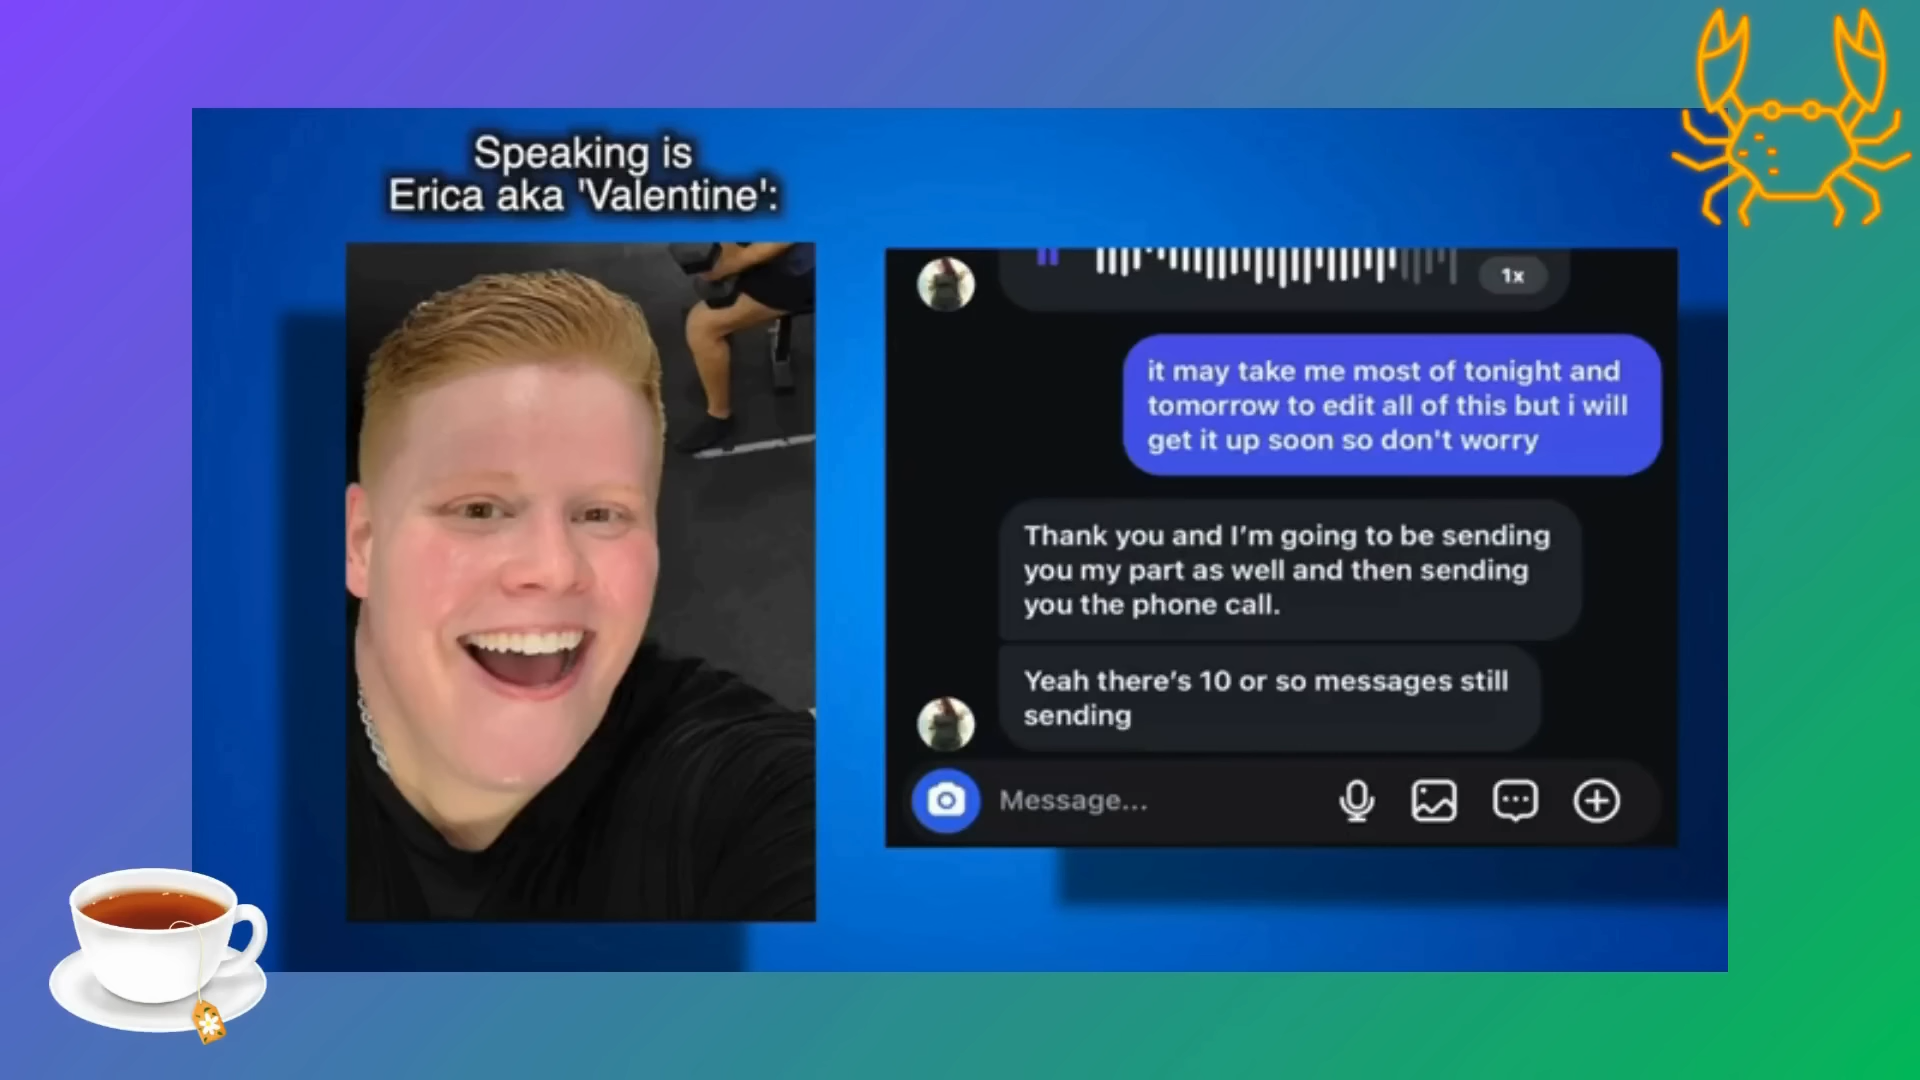 Speaking is
Erica aka 'Valentine':
1x
it may take me most of tonight and
tomorrow to edit all of this but i will
get it up soon so don't worry
Thank you and I’m going to be sending
you my part as well and then sending
you the phone call.
Yeah there’s 10 or so messages still
sending
Message...